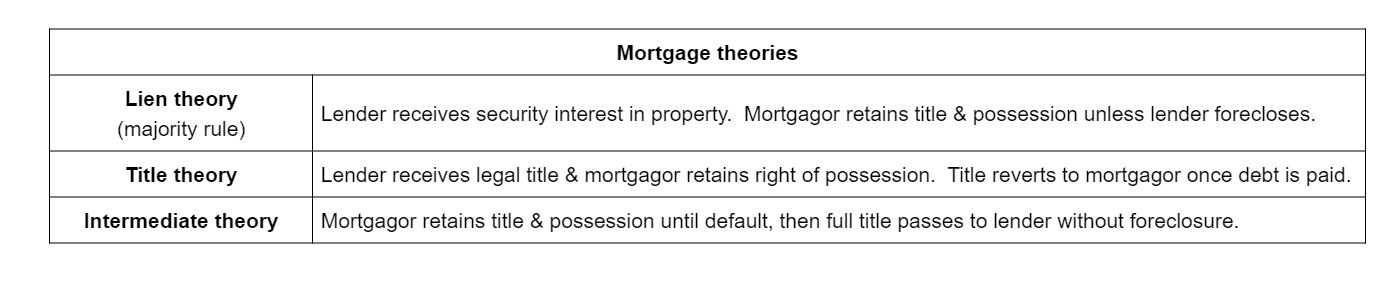 Mortgage theories
Lien theory
(majority rule)
Lender receives security interest in property.  Mortgagor retains title & possession unless lender forecloses.
Title theory
Lender receives legal title & mortgagor retains right of possession.  Title reverts to mortgagor once debt is paid.
Intermediate theory
Mortgagor retains title & possession until default, then full title passes to lender without foreclosure.